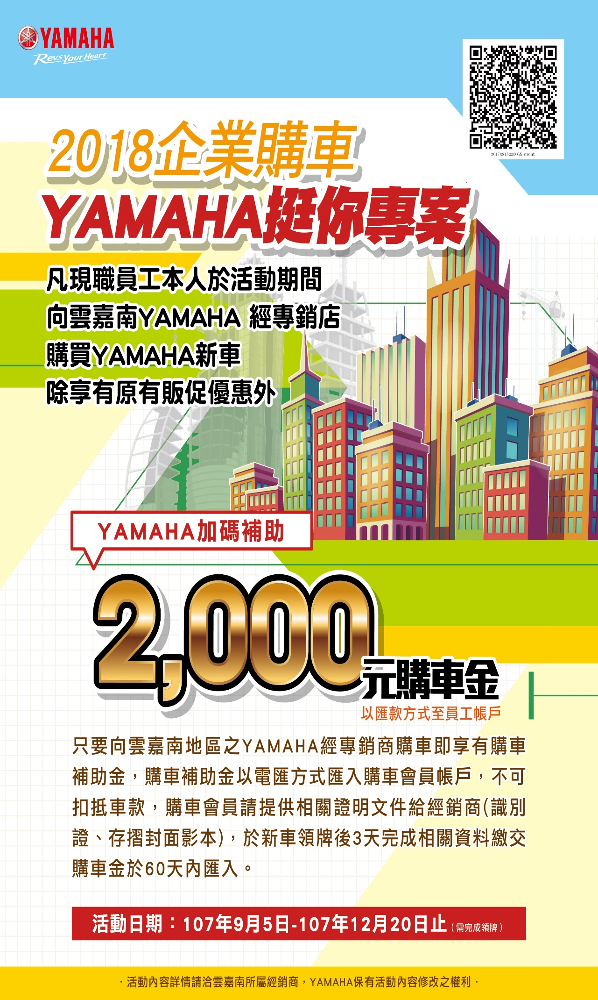 YAMAHA
Revs Your Heart
20170815000055-event
2018企業購車
YAMAHA挺你專案
凡現職員工本人於活動期間
向雲嘉南YAMAHA 經專銷店
購買YAMAHA新車
除享有原有販促優惠外
YAMAHA加碼補助
2,000元購車金
以匯款方式至員工帳戶
只要向雲嘉南地區之YAMAHA經專銷商購車即享有購車
補助金，購車補助金以電匯方式匯入購車會員帳戶，不可
扣抵車款，購車會員請提供相關證明文件給經銷商(識別
證、存摺封面影本)，於新車領牌後3天完成相關資料繳交
購車金於60天內匯入。
活動日期：107年9月5日-107年12月20日止（需完成領牌）
·活動內容詳情請洽雲嘉南所屬經銷商，YAMAHA保有活動內容修改之權利·